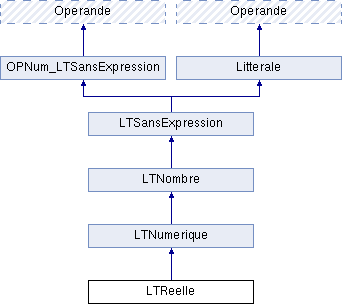 Operande
Operande
OPNum_LTSansExpression
Litterale
LTSansExpression
LTNombre
LTNumerique
LTReelle